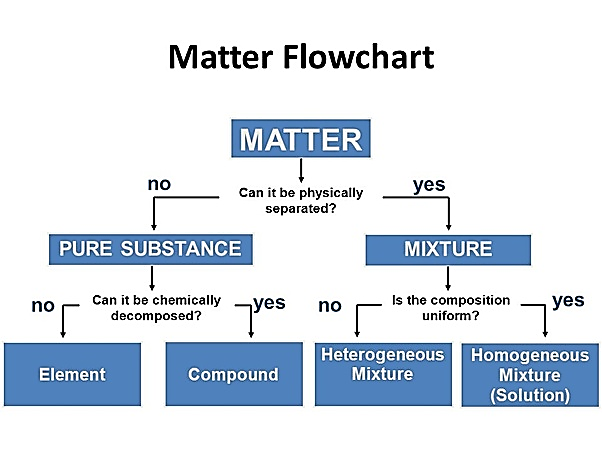 Matter Flowchart
MATTER
no
Can it be physically
separated?
yes
PURE SUBSTANCE
MIXTURE
no
Can it be chemically
decomposed?
yes
no
Is the composition
uniform?
yes
Element
Compound
Heterogeneous
Mixture
Homogeneous
Mixture
(Solution)